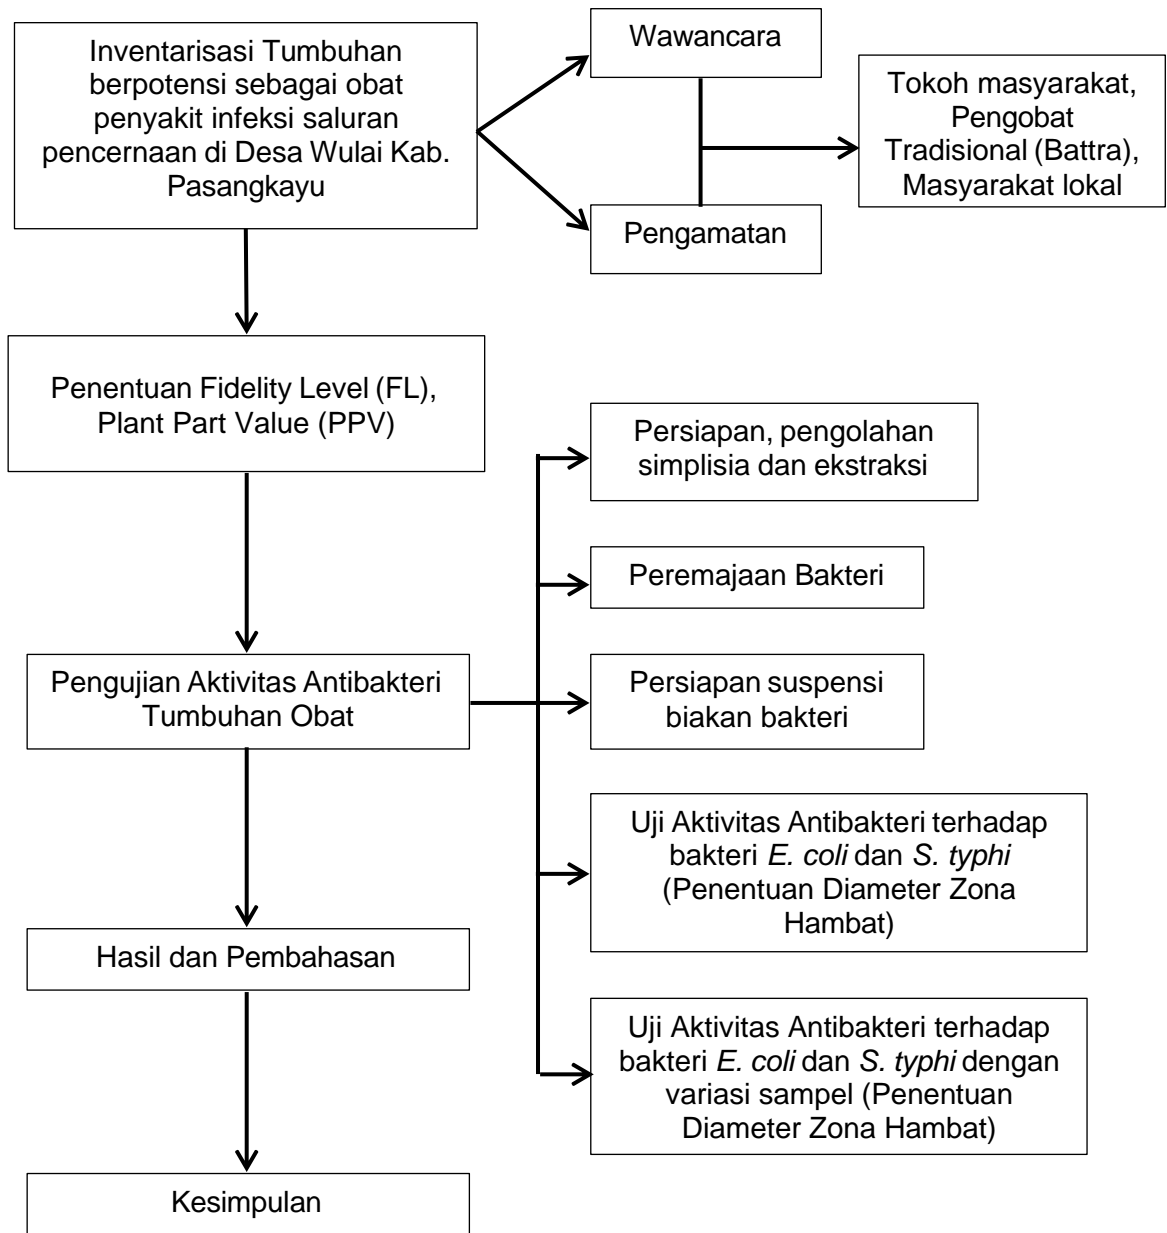 Inventarisasi Tumbuhan
berpotensi sebagai obat
penyakit infeksi saluran
pencernaan di Desa Wulai Kab.
Pasangkayu
Wawancara
Pengamatan
Tokoh masyarakat,
Pengobat
Tradisional (Battra),
Masyarakat lokal
Penentuan Fidelity Level (FL),
Plant Part Value (PPV)
Pengujian Aktivitas Antibakteri
Tumbuhan Obat
Persiapan, pengolahan
simplisia dan ekstraksi
Peremajaan Bakteri
Persiapan suspensi
biakan bakteri
Uji Aktivitas Antibakteri terhadap
bakteri E. coli dan S. typhi
(Penentuan Diameter Zona
Hambat)
Uji Aktivitas Antibakteri terhadap
bakteri E. coli dan S. typhi dengan
variasi sampel (Penentuan
Diameter Zona Hambat)
Hasil dan Pembahasan
Kesimpulan